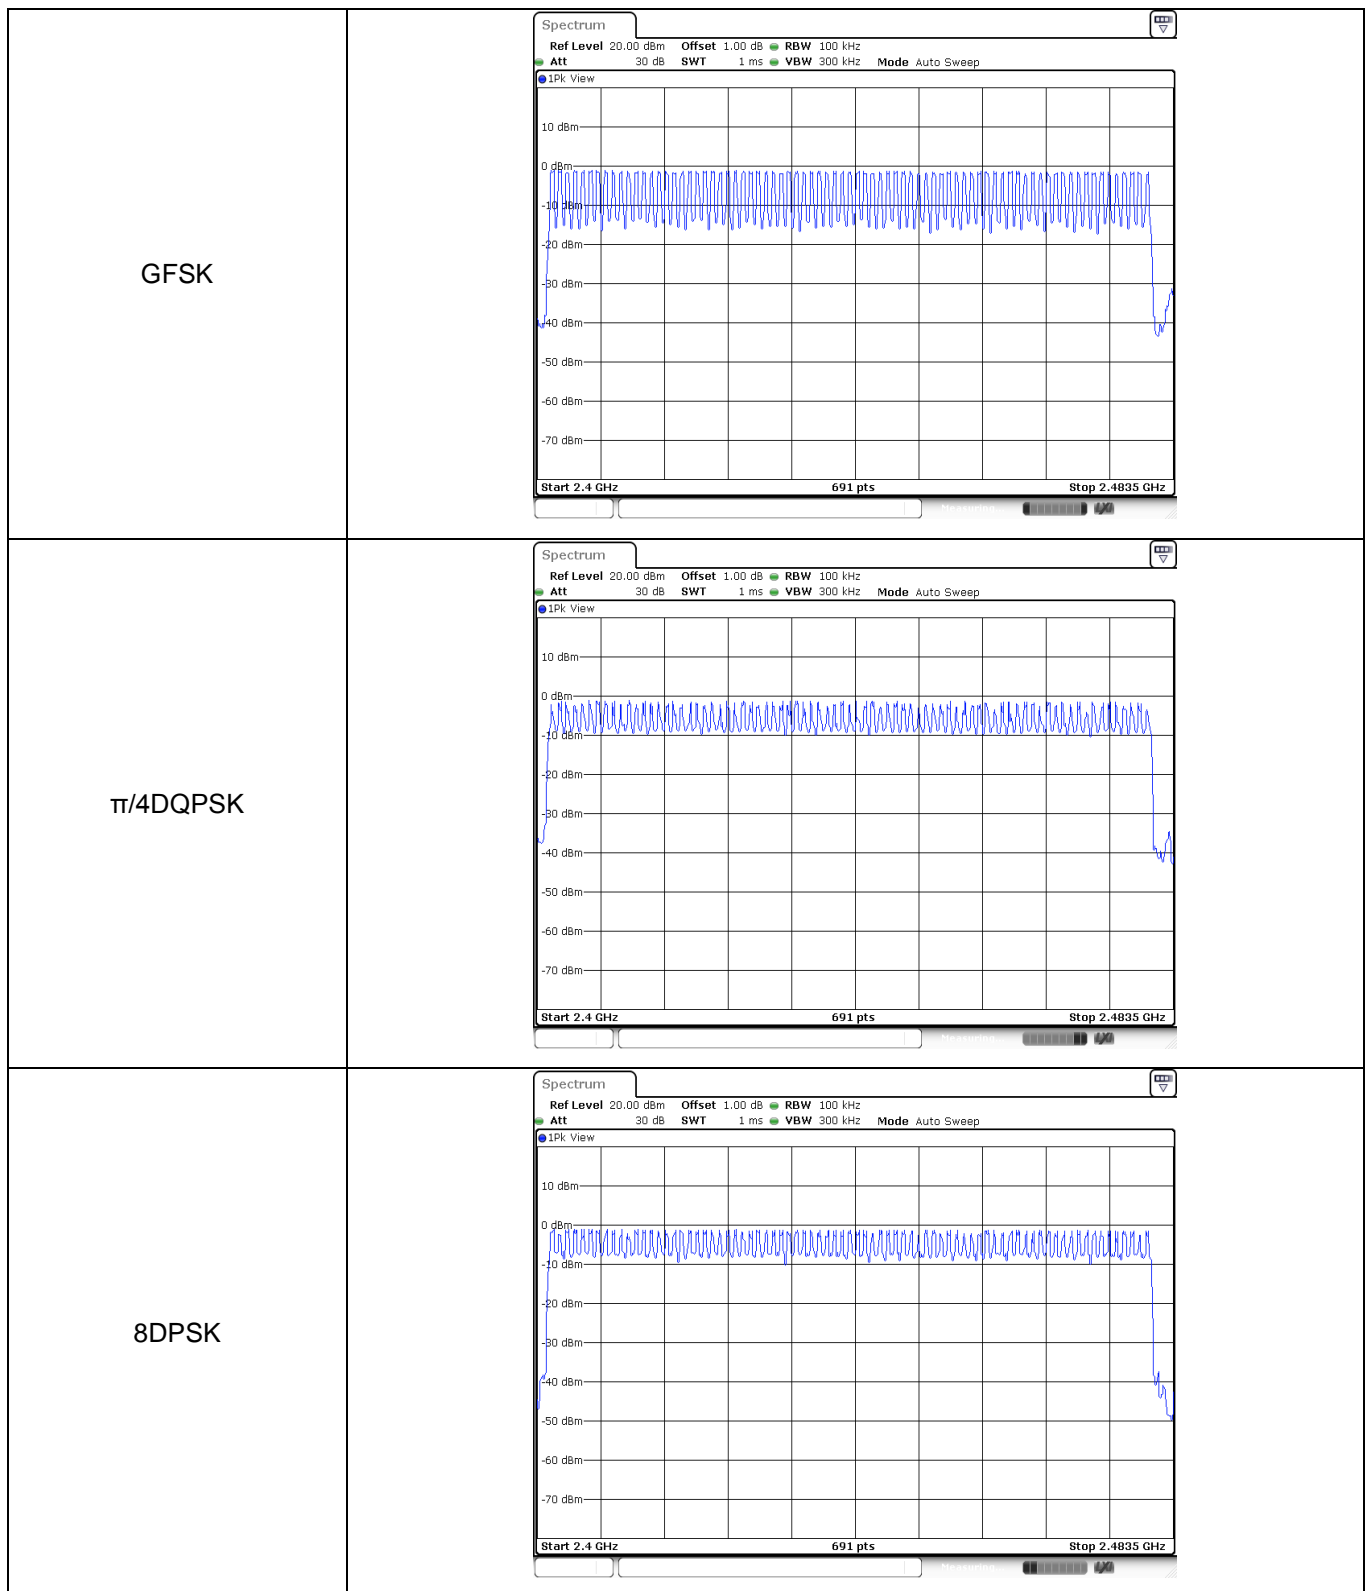 GFSK
Spectrum
Ref Level 20.00 dBm Offset 1.00 dB RBW 100 kHz
Att 30 dB SWT 1 ms VBW 300 kHz Mode Auto Sweep
1Pk View
10 dBm
0 dBm
-10 dBm
-20 dBm
-30 dBm
-40 dBm
-50 dBm
-60 dBm
-70 dBm
Start 2.4 GHz 691 pts Stop 2.4835 GHz
Measuring...
π/4DQPSK
Spectrum
Ref Level 20.00 dBm Offset 1.00 dB RBW 100 kHz
Att 30 dB SWT 1 ms VBW 300 kHz Mode Auto Sweep
1Pk View
10 dBm
0 dBm
-10 dBm
-20 dBm
-30 dBm
-40 dBm
-50 dBm
-60 dBm
-70 dBm
Start 2.4 GHz 691 pts Stop 2.4835 GHz
Measuring...
8DPSK
Spectrum
Ref Level 20.00 dBm Offset 1.00 dB RBW 100 kHz
Att 30 dB SWT 1 ms VBW 300 kHz Mode Auto Sweep
1Pk View
10 dBm
0 dBm
-10 dBm
-20 dBm
-30 dBm
-40 dBm
-50 dBm
-60 dBm
-70 dBm
Start 2.4 GHz 691 pts Stop 2.4835 GHz
Measuring...